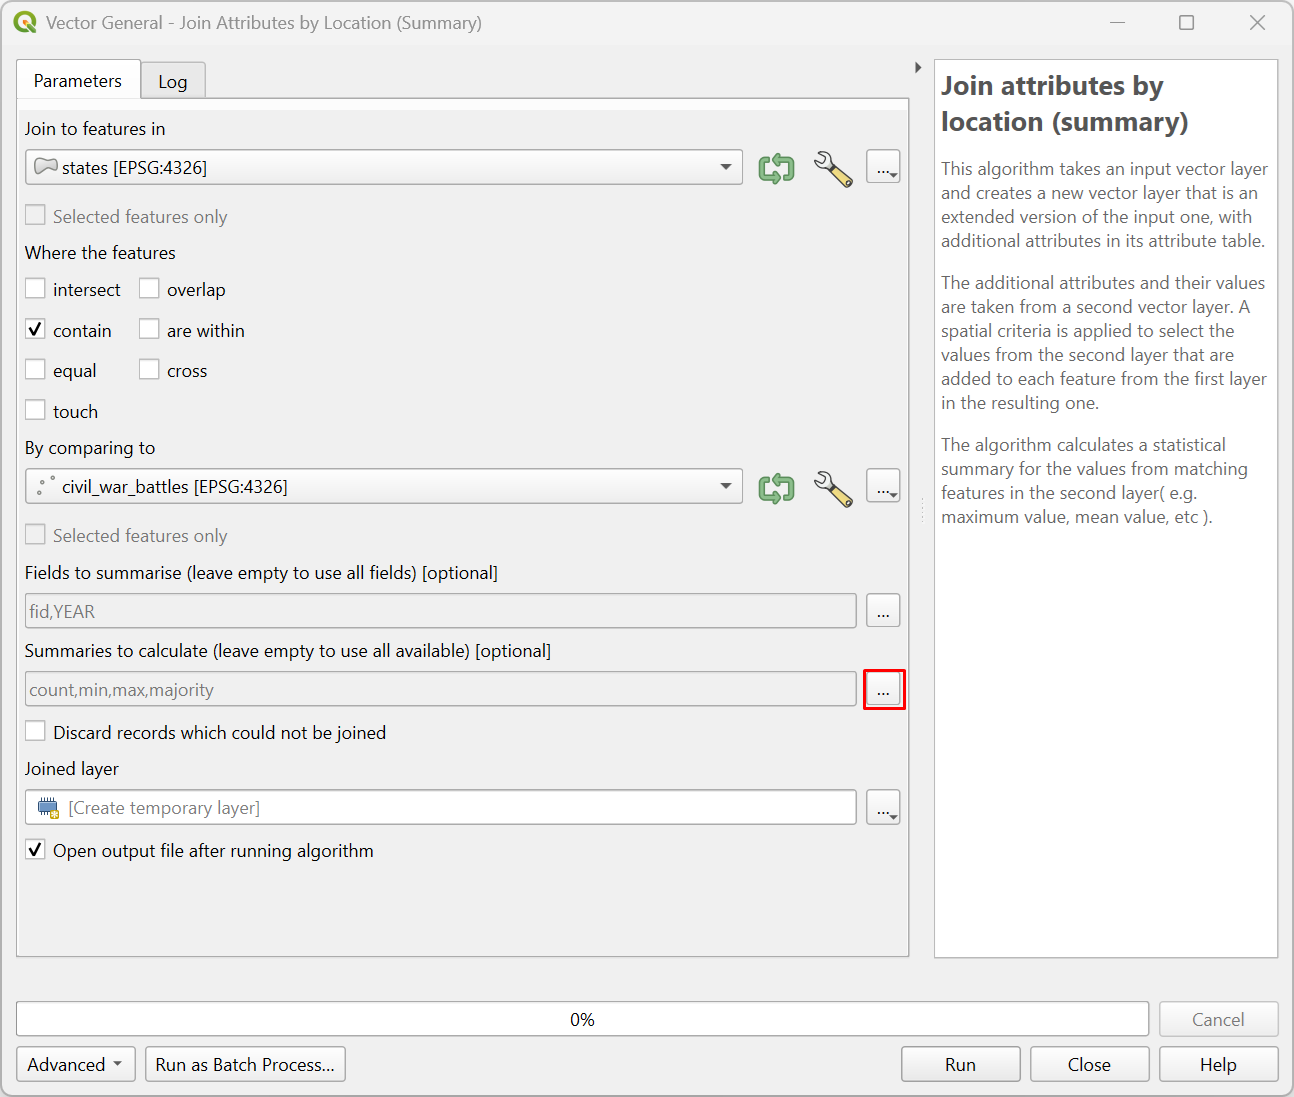 Vector General - Join Attributes by Location (Summary)
Parameters
Log
Join to features in
states [EPSG:4326]
...
Selected features only
Where the features
intersect
overlap
contain
are within
equal
cross
touch
By comparing to
civil_war_battles [EPSG:4326]
...
Selected features only
Fields to summarise (leave empty to use all fields) [optional]
fid,YEAR
...
Summaries to calculate (leave empty to use all available) [optional]
count,min,max,majority
...
Discard records which could not be joined
Joined layer
[Create temporary layer]
...
Open output file after running algorithm
Join attributes by
location (summary)
This algorithm takes an input vector layer
and creates a new vector layer that is an
extended version of the input one, with
additional attributes in its attribute table.
The additional attributes and their values
are taken from a second vector layer. A
spatial criteria is applied to select the
values from the second layer that are
added to each feature from the first layer
in the resulting one.
The algorithm calculates a statistical
summary for the values from matching
features in the second layer( e.g.
maximum value, mean value, etc ).
0%
Cancel
Advanced
Run as Batch Process...
Run
Close
Help